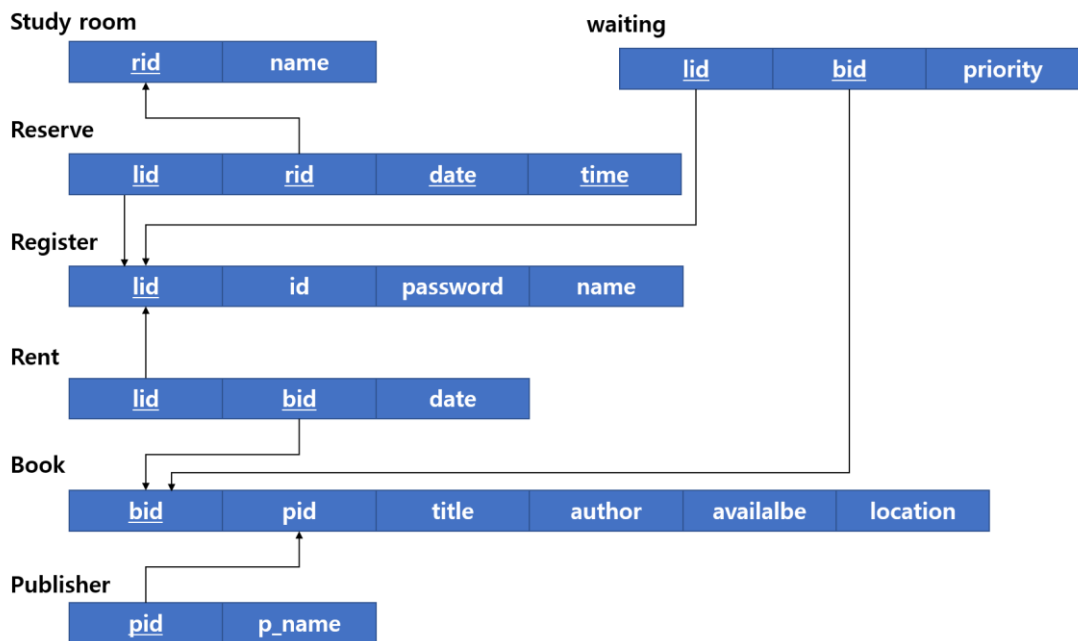 Study room
rid name
waiting
lid bid priority
Reserve
lid rid date time
Register
lid id password name
Rent
lid bid date
Book
bid pid title author availalbe location
Publisher
pid p_name